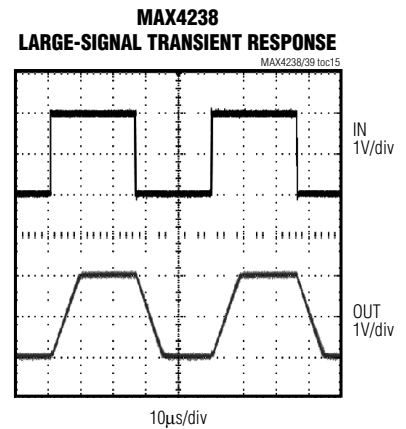 MAX4238
LARGE-SIGNAL TRANSIENT RESPONSE
MAX4238/39 toc15
IN
1V/div
OUT
1V/div
10μs/div